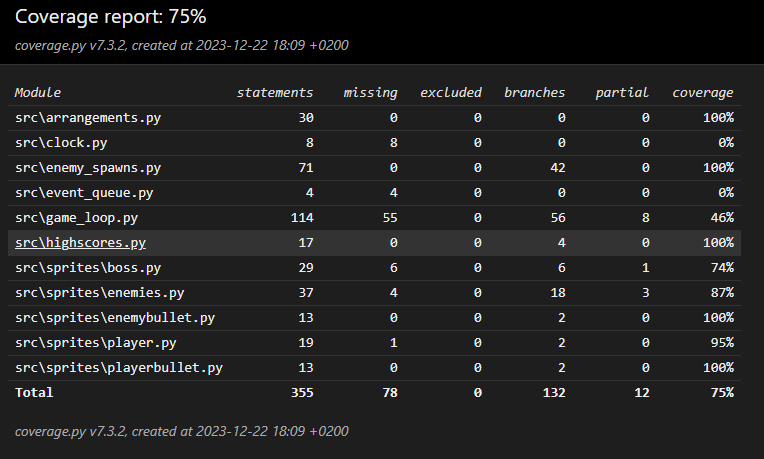 Coverage report: 75%
coverage.py v7.3.2, created at 2023-12-22 18:09 +0200
Module statements missing excluded branches partial coverage
src\arrangements.py 30 0 0 0 0 100%
src\clock.py 8 8 0 0 0 0%
src\enemy_spawns.py 71 0 0 42 0 100%
src\event_queue.py 4 4 0 0 0 0%
src\game_loop.py 114 55 0 56 8 46%
src\highscores.py 17 0 0 4 0 100%
src\sprites\boss.py 29 6 0 6 1 74%
src\sprites\enemies.py 37 4 0 18 3 87%
src\sprites\enemybullet.py 13 0 0 2 0 100%
src\sprites\player.py 19 1 0 2 0 95%
src\sprites\playerbullet.py 13 0 0 2 0 100%
Total 355 78 0 132 12 75%
coverage.py v7.3.2, created at 2023-12-22 18:09 +0200